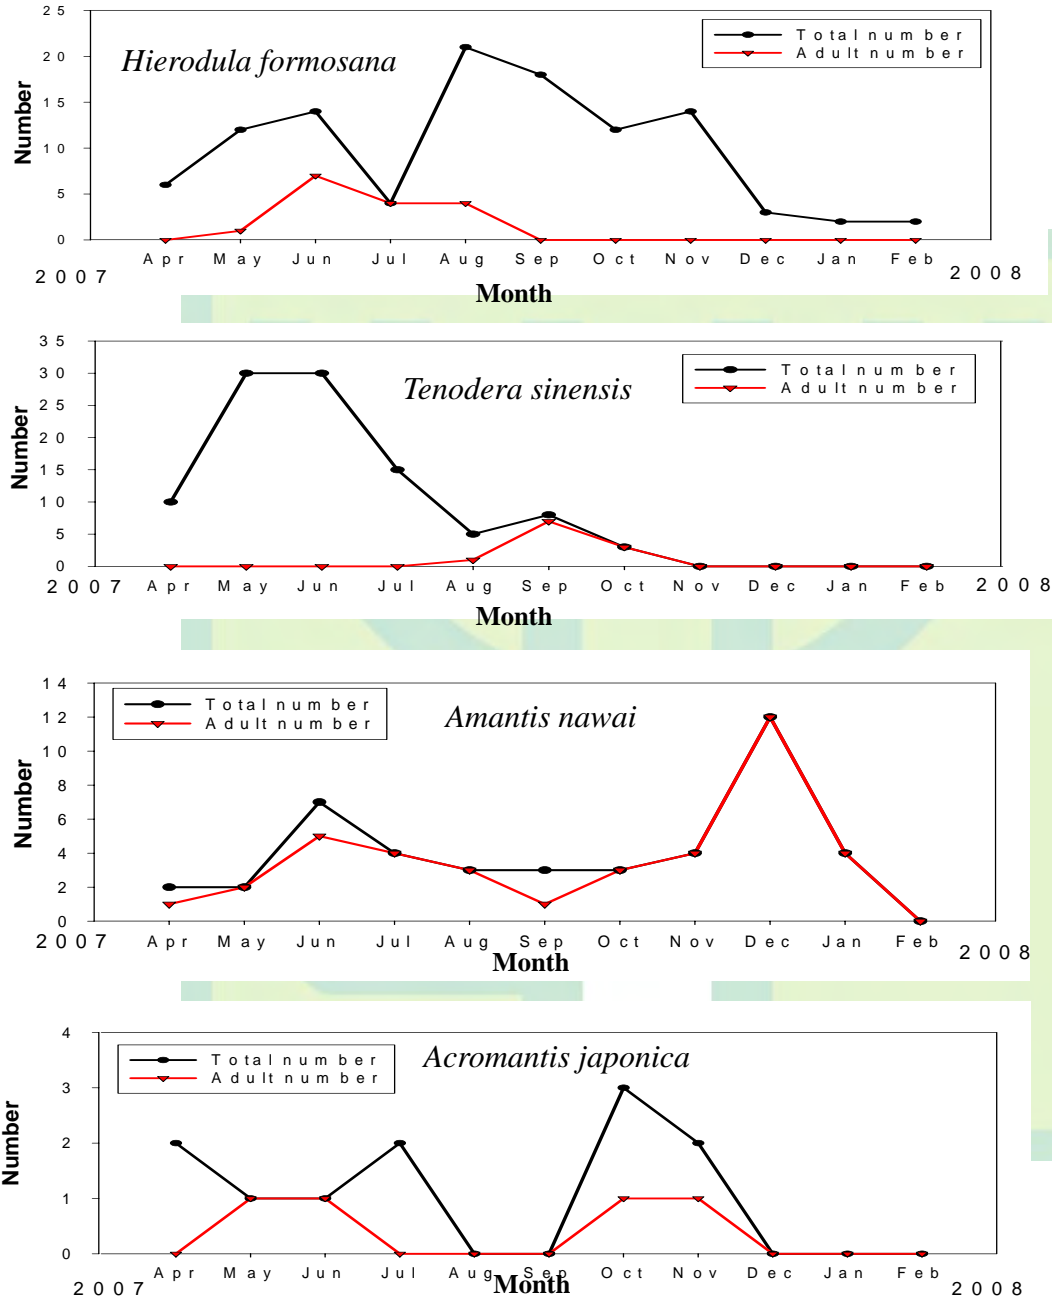 25
20
15
10
5
0
Number
Hierodula formosana
Total number
Adult number
Apr May Jun Jul Aug Sep Oct Nov Dec Jan Feb
2007 2008
Month
35
30
25
20
15
10
5
0
Number
Tenodera sinensis
Total number
Adult number
Apr May Jun Jul Aug Sep Oct Nov Dec Jan Feb
2007 2008
Month
14
12
10
8
6
4
2
0
Number
Total number
Adult number
Amantis nawai
Apr May Jun Jul Aug Sep Oct Nov Dec Jan Feb
2007 2008
Month
4
3
2
1
0
Number
Total number
Adult number
Acromantis japonica
Apr May Jun Jul Aug Sep Oct Nov Dec Jan Feb
2007 2008
Month